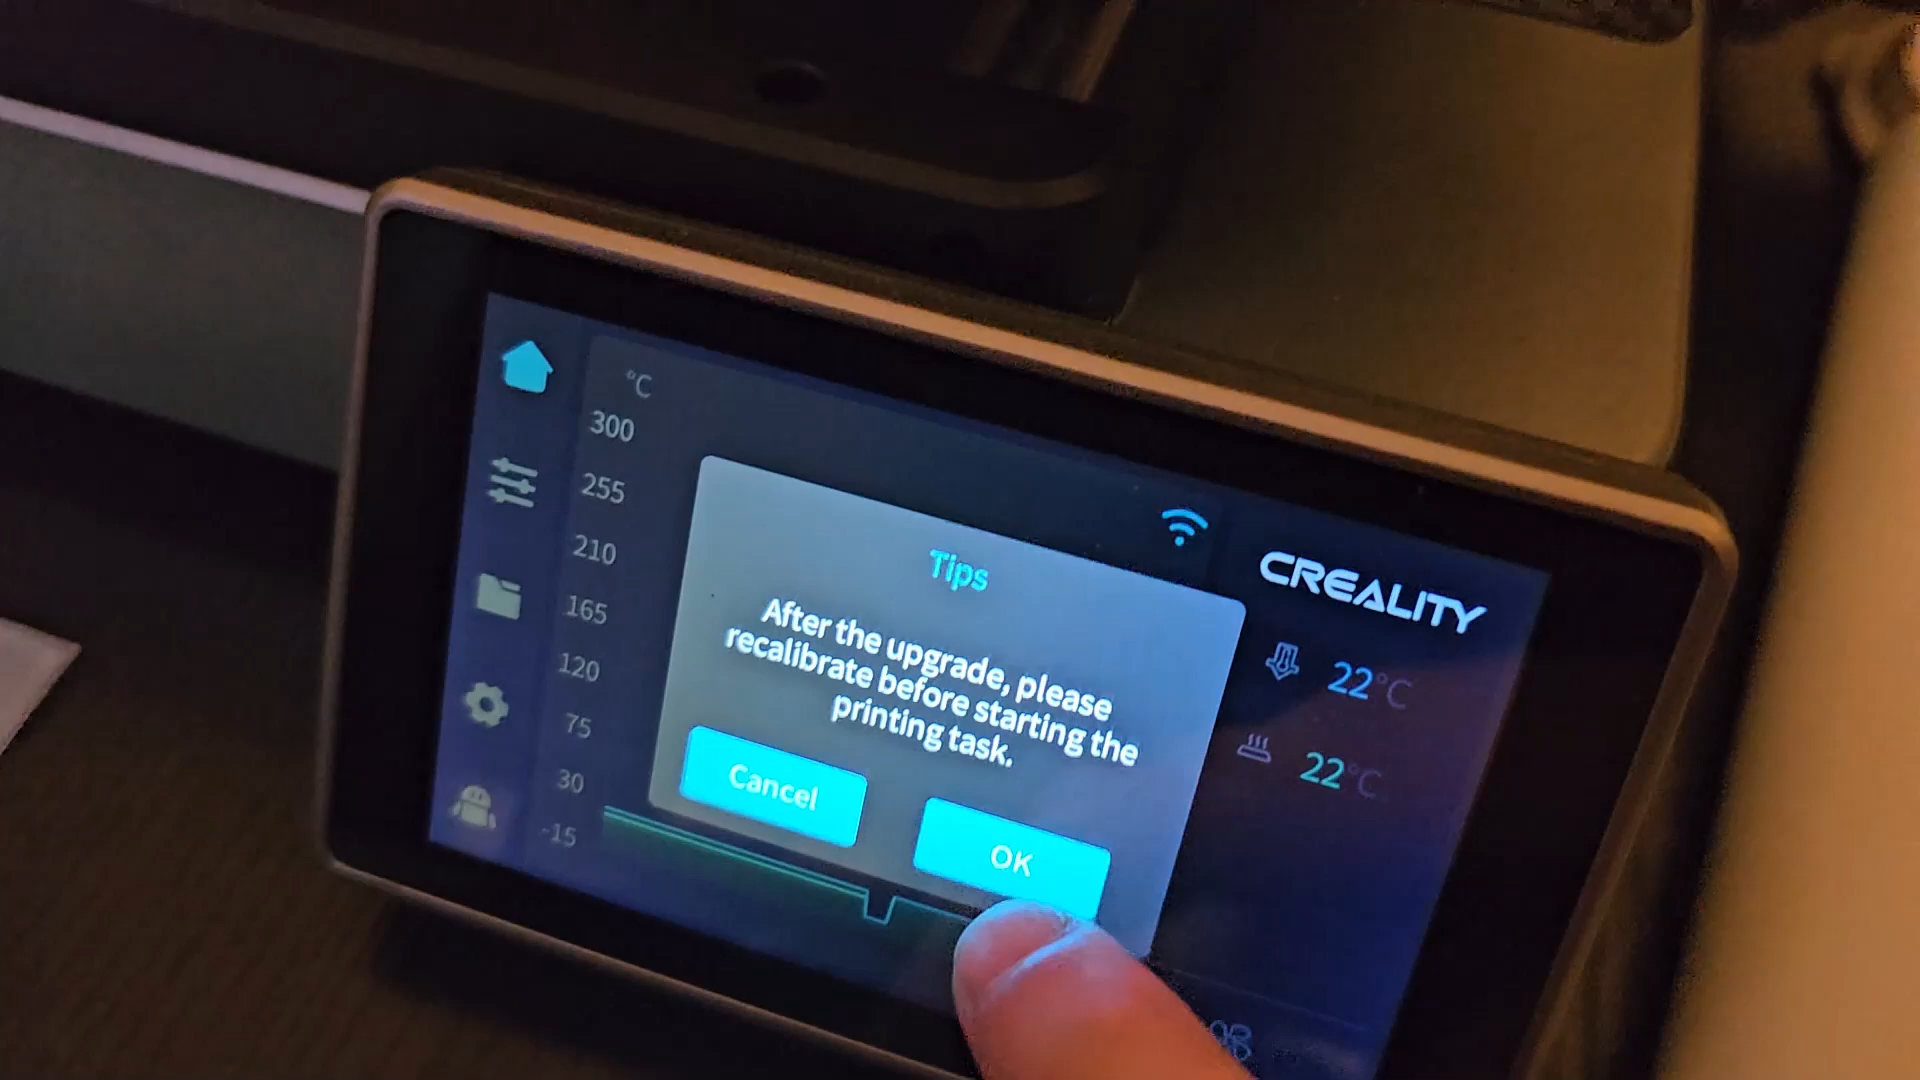 °C
300
255
210
165
120
75
30
-15
Tips
After the upgrade, please
recalibrate before starting the
printing task.
Cancel
OK
CREALITY
22°C
22°C